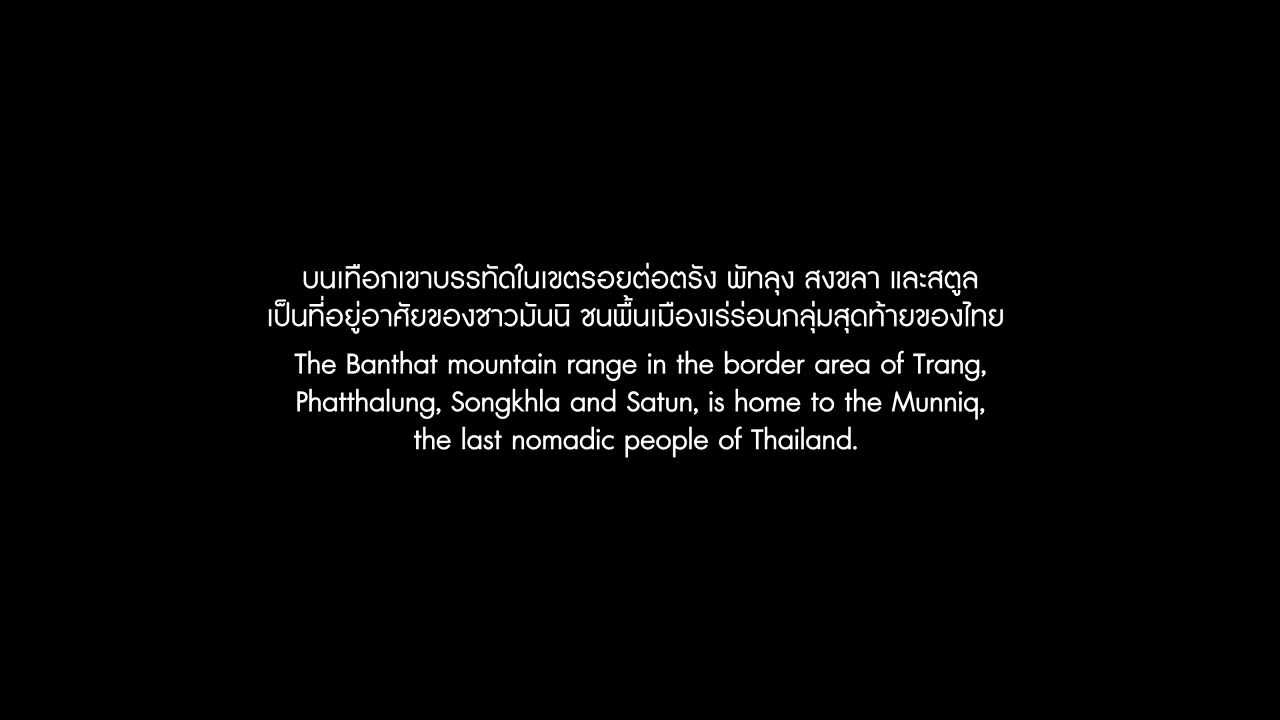 บนเทือกเขาบรรทัดในเขตรอยต่อตรัง พัทลุง สงขลา และสตูล
เป็นที่อยู่อาศัยของชาวมันนิ ชนพื้นเมืองเร่ร่อนกลุ่มสุดท้ายของไทย
The Banthat mountain range in the border area of Trang,
Phatthalung, Songkhla and Satun, is home to the Munniq,
the last nomadic people of Thailand.